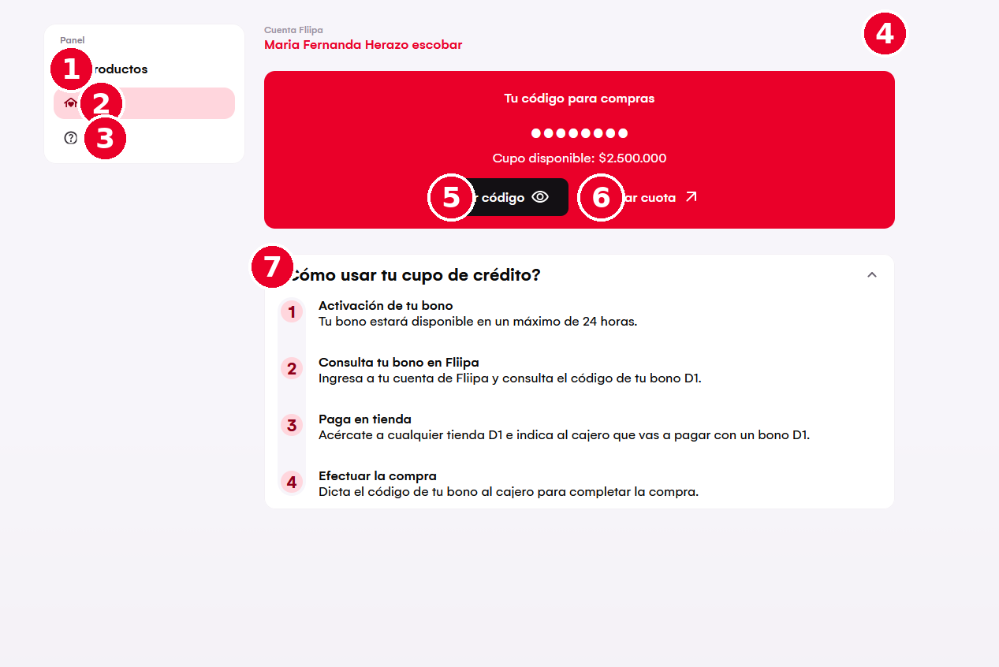 Panel
1
roductos
2
3
Cuenta Fliipa
Maria Fernanda Herazo escobar
4
Tu código para compras
Cupo disponible: $2.500.000
5 r código
6 ar cuota
7 Cómo usar tu cupo de crédito?
1 Activación de tu bono
Tu bono estará disponible en un máximo de 24 horas.
2 Consulta tu bono en Fliipa
Ingresa a tu cuenta de Fliipa y consulta el código de tu bono D1.
3 Paga en tienda
Acércate a cualquier tienda D1 e indica al cajero que vas a pagar con un bono D1.
4 Efectuar la compra
Dicta el código de tu bono al cajero para completar la compra.